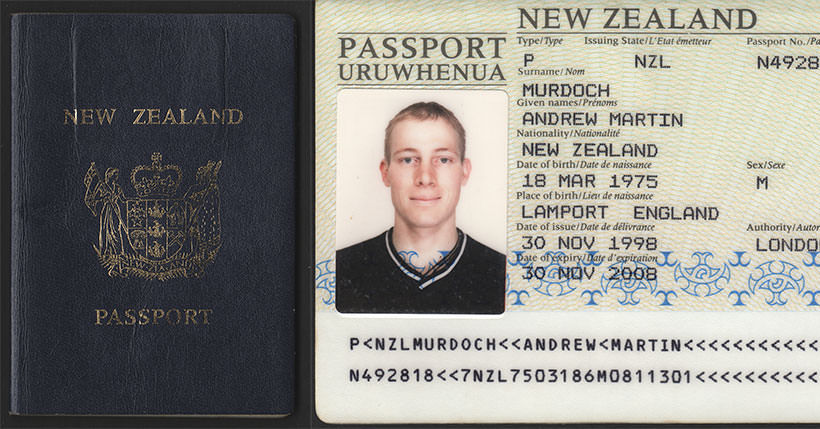 NEW ZEALAND
PASSPORT
PASSPORT
URUWHENUA
NEW ZEALAND
Type/Type Issuing State/L'Etat émetteur Passport No./Pa
P NZL N4928
Surname/Nom
MURDOCH
Given names/Prénoms
ANDREW MARTIN
Nationality/Nationalité
NEW ZEALAND
Date of birth/Date de naissance Sex/Sexe
18 MAR 1975 M
Place of birth/Lieu de naissance
LAMPORT ENGLAND
Date of issue/Date de délivrance Authority/Autor
30 NOV 1998 LONDO
Date of expiry/Date d'expiration
30 NOV 2008
P<NZLMURDOCH<<ANDREW<MARTIN<<<<<<<<<<<<
N492818<<7NZL7503186M0811301<<<<<<<<<<<